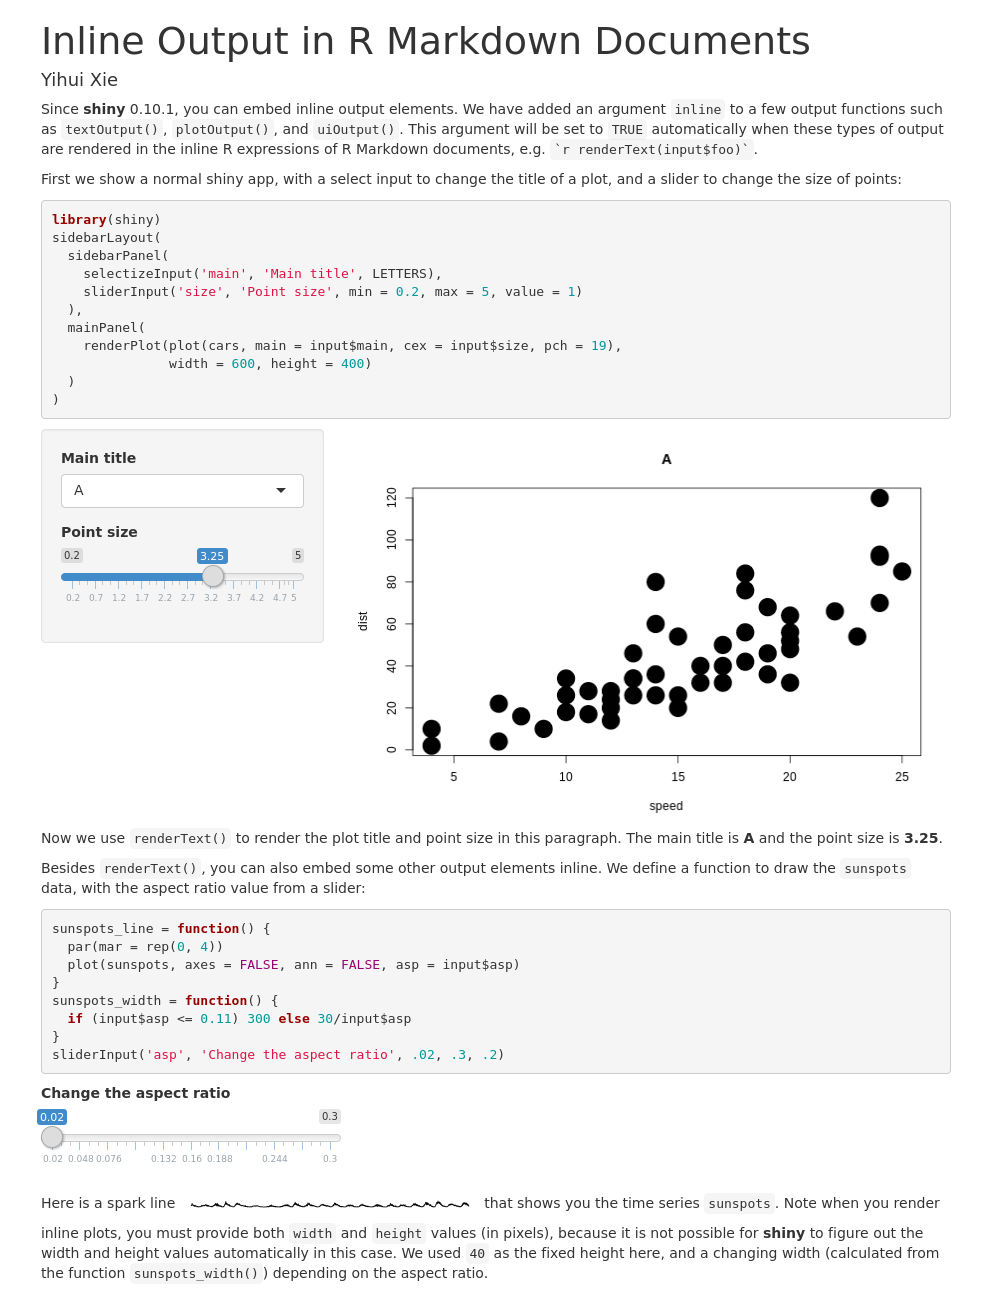 Inline Output in R Markdown Documents
Yihui Xie
Since shiny 0.10.1, you can embed inline output elements. We have added an argument inline to a few output functions such
as textOutput(), plotOutput(), and uiOutput(). This argument will be set to TRUE automatically when these types of output
are rendered in the inline R expressions of R Markdown documents, e.g. `r renderText(input$foo)`.
First we show a normal shiny app, with a select input to change the title of a plot, and a slider to change the size of points:
library(shiny)
sidebarLayout(
  sidebarPanel(
    selectizeInput('main', 'Main title', LETTERS),
    sliderInput('size', 'Point size', min = 0.2, max = 5, value = 1)
  ),
  mainPanel(
    renderPlot(plot(cars, main = input$main, cex = input$size, pch = 19),
               width = 600, height = 400)
  )
)
Main title
A
Point size
0.2 3.25 5
0.2 0.7 1.2 1.7 2.2 2.7 3.2 3.7 4.2 4.7 5
A
dist
120
100
80
60
40
20
0
5 10 15 20 25
speed
Now we use renderText() to render the plot title and point size in this paragraph. The main title is A and the point size is 3.25.
Besides renderText(), you can also embed some other output elements inline. We define a function to draw the sunspots
data, with the aspect ratio value from a slider:
sunspots_line = function() {
  par(mar = rep(0, 4))
  plot(sunspots, axes = FALSE, ann = FALSE, asp = input$asp)
}
sunspots_width = function() {
  if (input$asp <= 0.11) 300 else 30/input$asp
}
sliderInput('asp', 'Change the aspect ratio', .02, .3, .2)
Change the aspect ratio
0.02 0.3
0.02 0.048 0.076 0.132 0.16 0.188 0.244 0.3
Here is a spark line that shows you the time series sunspots. Note when you render
inline plots, you must provide both width and height values (in pixels), because it is not possible for shiny to figure out the
width and height values automatically in this case. We used 40 as the fixed height here, and a changing width (calculated from
the function sunspots_width()) depending on the aspect ratio.